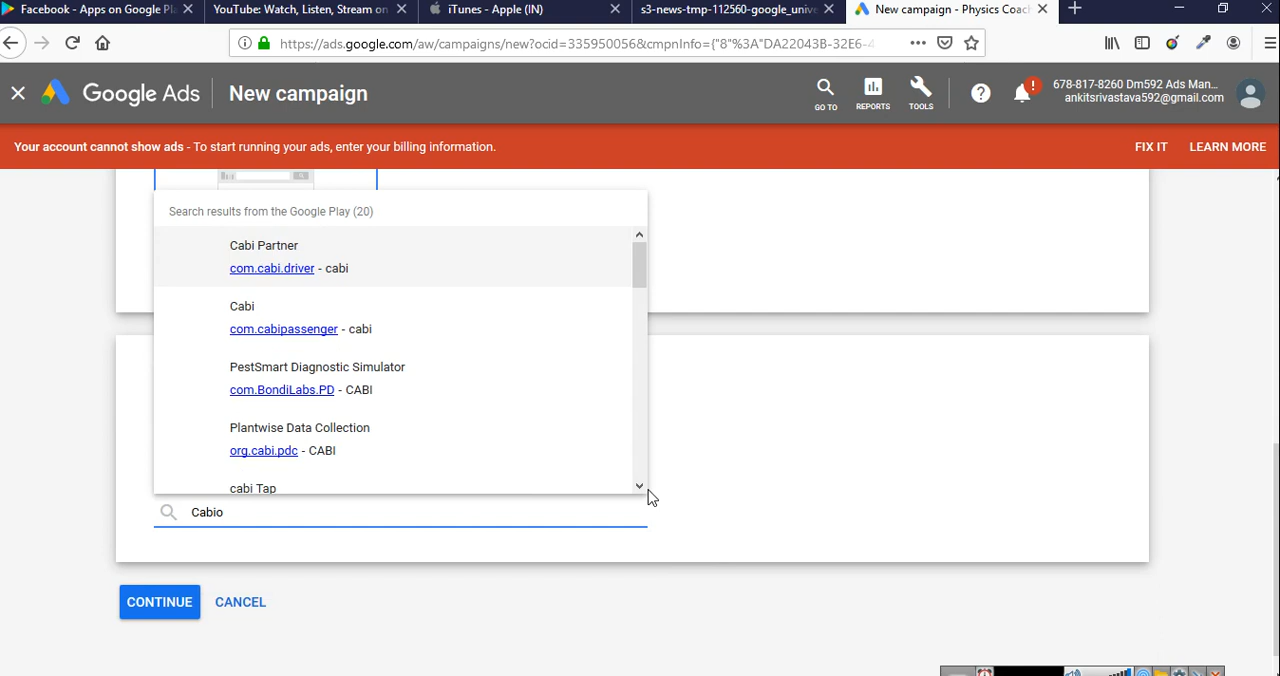 Facebook - Apps on Google Pl
YouTube: Watch, Listen, Stream on
iTunes - Apple (IN)
s3-news-tmp-112560-google_unive
New campaign - Physics Coach
https://ads.google.com/aw/campaigns/new?ocid=335950056&cmpnInfo={"8"%3A"DA22043B-32E6-4
Google Ads
New campaign
GO TO
REPORTS
TOOLS
678-817-8260 Dm592 Ads Man...
ankitsrivastava592@gmail.com
Your account cannot show ads - To start running your ads, enter your billing information.
FIX IT
LEARN MORE
Search results from the Google Play (20)
Cabi Partner
com.cabi.driver - cabi
Cabi
com.cabipassenger - cabi
PestSmart Diagnostic Simulator
com.BondiLabs.PD - CABI
Plantwise Data Collection
org.cabi.pdc - CABI
cabi Tap
Cabio
CONTINUE
CANCEL